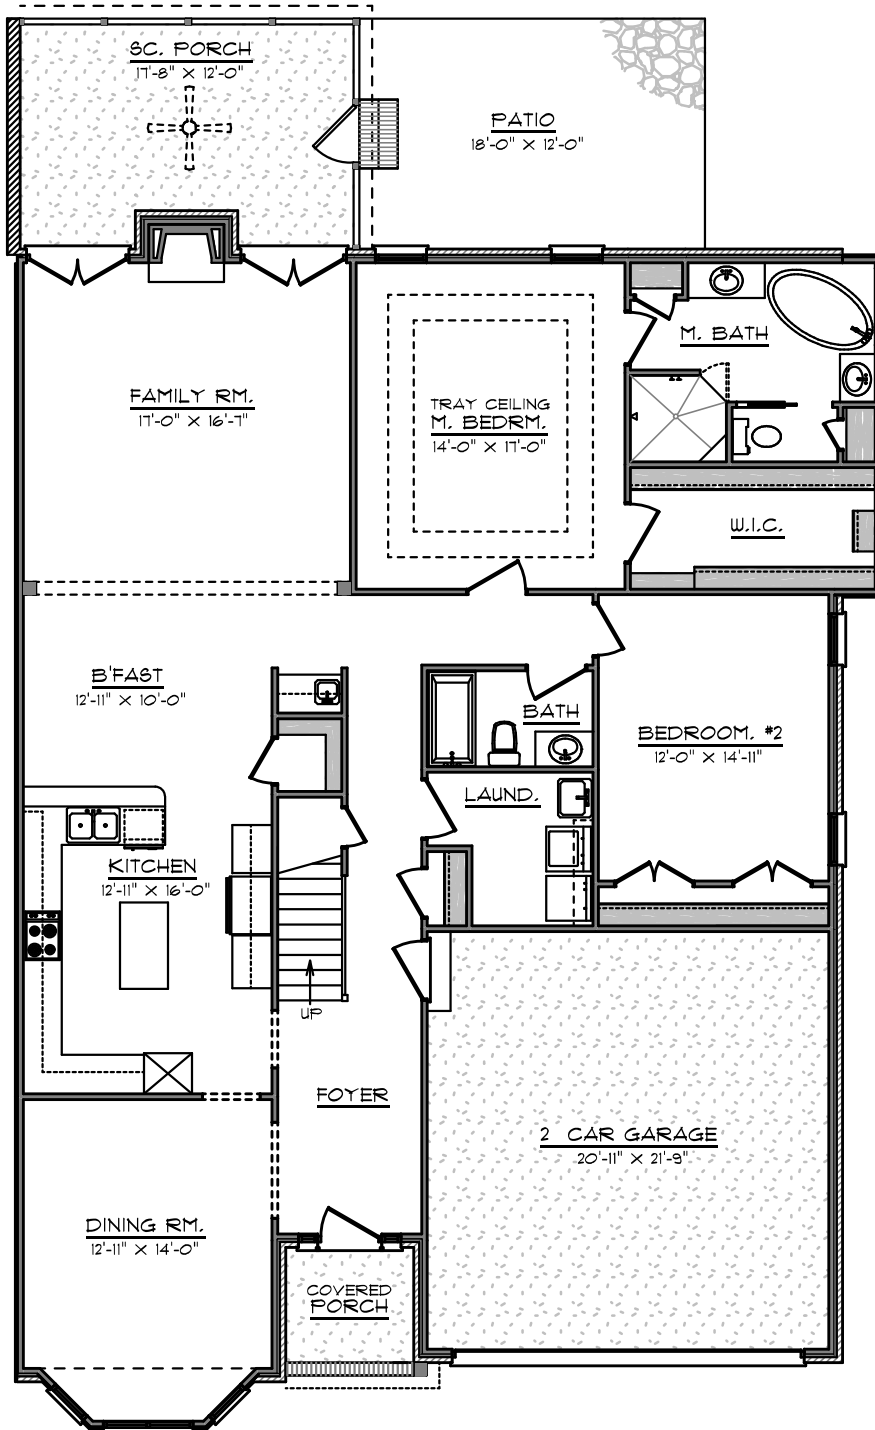 SC. PORCH
17'-8" X 12'-0"
PATIO
18'-0" X 12'-0"
M. BATH
FAMILY RM.
17'-0" X 16'-7"
TRAY CEILING
M. BEDRM.
14'-0" X 17'-0"
W.I.C.
B'FAST
12'-11" X 10'-0"
BATH
BEDROOM. #2
12'-0" X 14'-11"
LAUND.
KITCHEN
12'-11" X 16'-0"
UP
FOYER
2 CAR GARAGE
20'-11" X 21'-9"
DINING RM.
12'-11" X 14'-0"
COVERED
PORCH